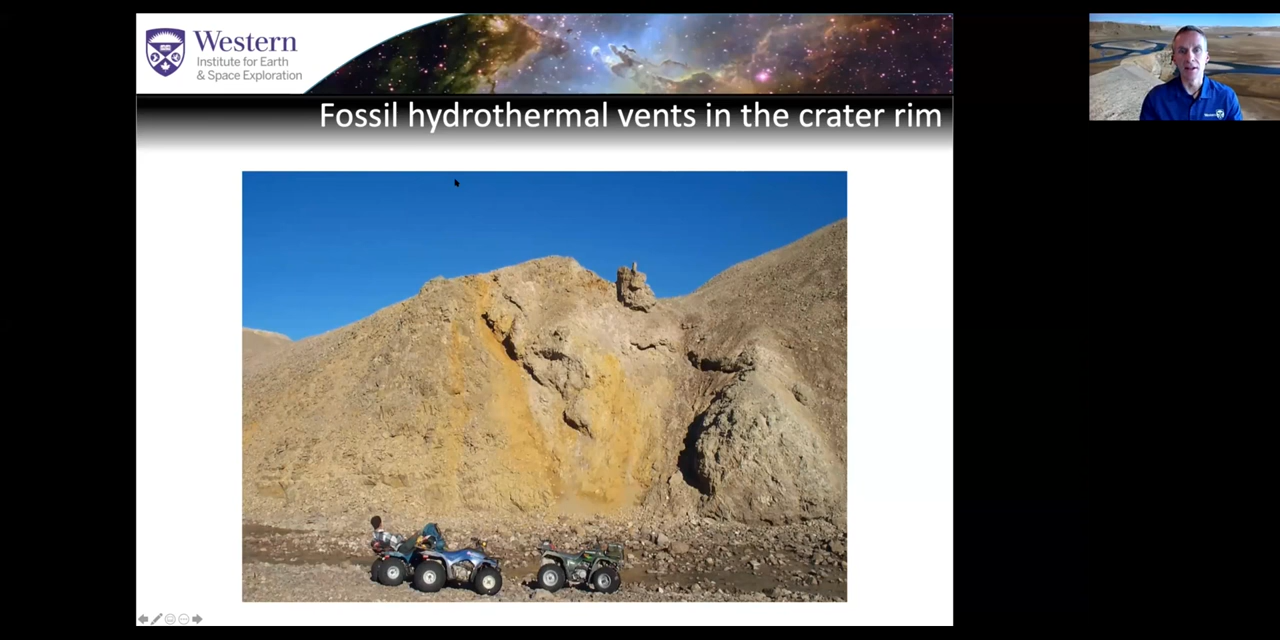 Western
Institute for Earth
& Space Exploration
Fossil hydrothermal vents in the crater rim